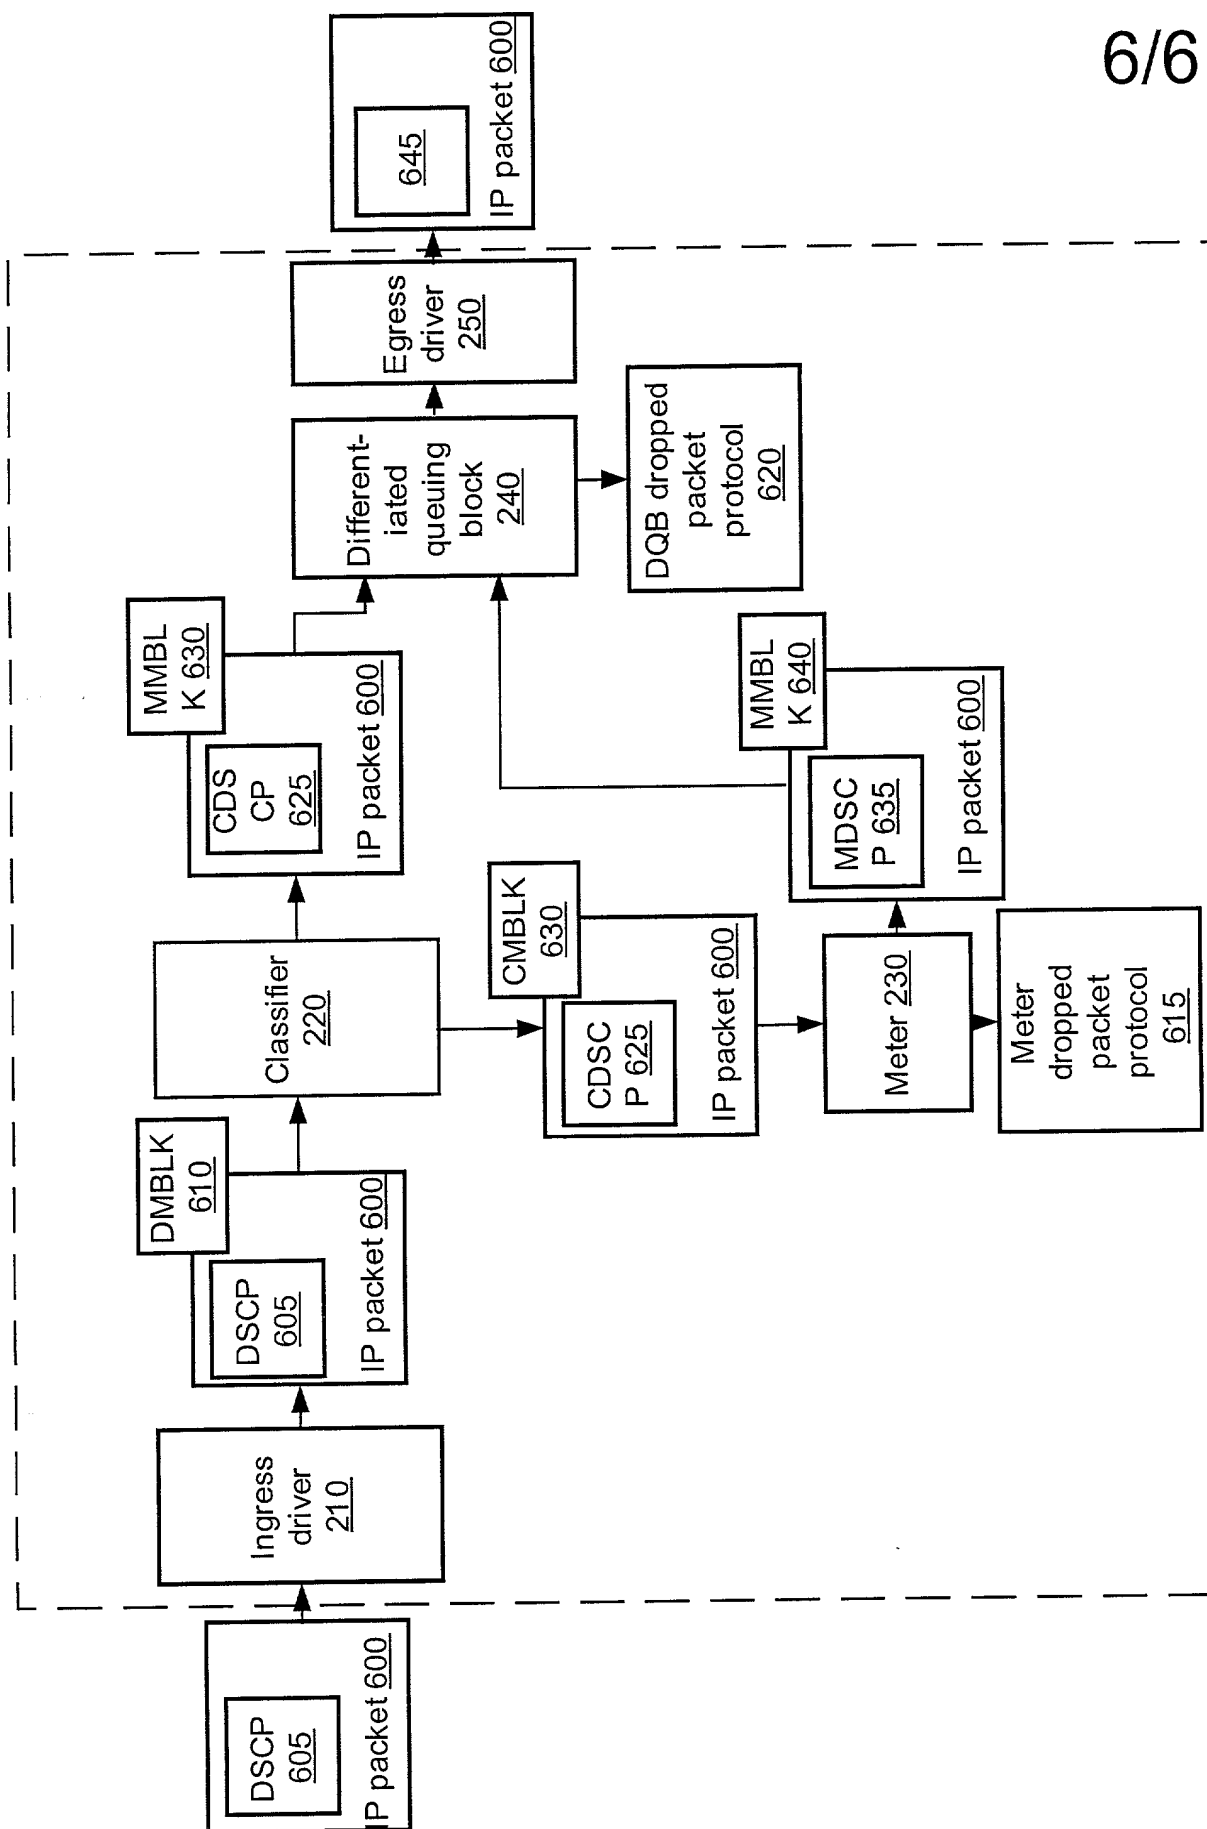 6/6
DSCP
605
IP packet 600
Ingress
driver
210
DMBLK
610
DSCP
605
IP packet 600
Classifier
220
MMBL
K 630
CDS
CP
625
IP packet 600
CMBLK
630
CDSC
P 625
IP packet 600
Meter 230
Meter
dropped
packet
protocol
615
MMBL
K 640
MDSC
P 635
IP packet 600
Different-
iated
queuing
block
240
DQB dropped
packet
protocol
620
Egress
driver
250
645
IP packet 600